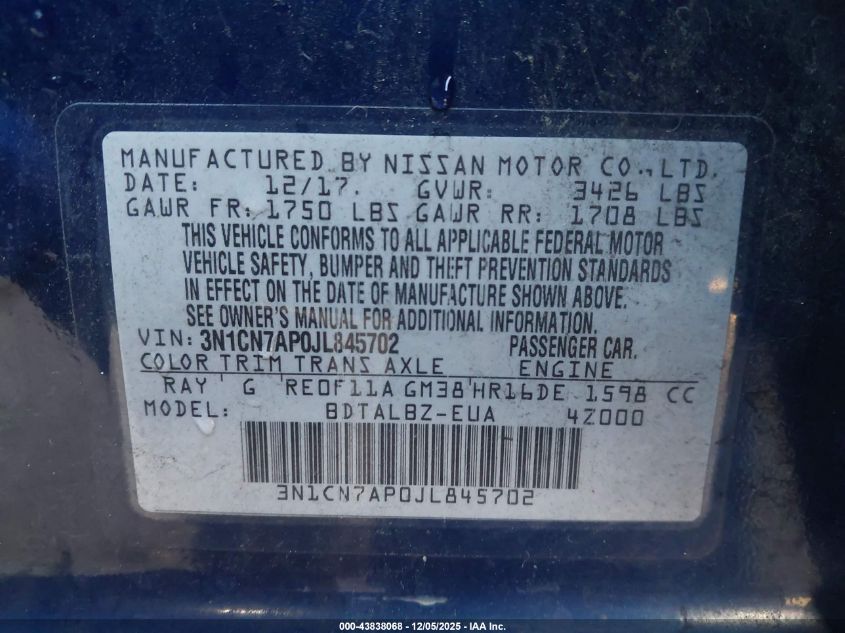 MANUFACTURED BY NISSAN MOTOR CO., LTD.
DATE: 12/17. GVWR: 3426 LBS
GAWR FR: 1750 LBS GAWR RR: 1708 LBS
THIS VEHICLE CONFORMS TO ALL APPLICABLE FEDERAL MOTOR
VEHICLE SAFETY, BUMPER AND THEFT PREVENTION STANDARDS
IN EFFECT ON THE DATE OF MANUFACTURE SHOWN ABOVE.
SEE OWNER'S MANUAL FOR ADDITIONAL INFORMATION.
VIN: 3N1CN7AP0JL845702 PASSENGER CAR.
COLOR TRIM TRANS AXLE ENGINE
RAY G RE0F11A GM38 HR16DE 1598 CC
MODEL: BDTALBZ-EUA 4Z000
3N1CN7AP0JL845702
000-43838068 - 12/05/2025 - IAA Inc.